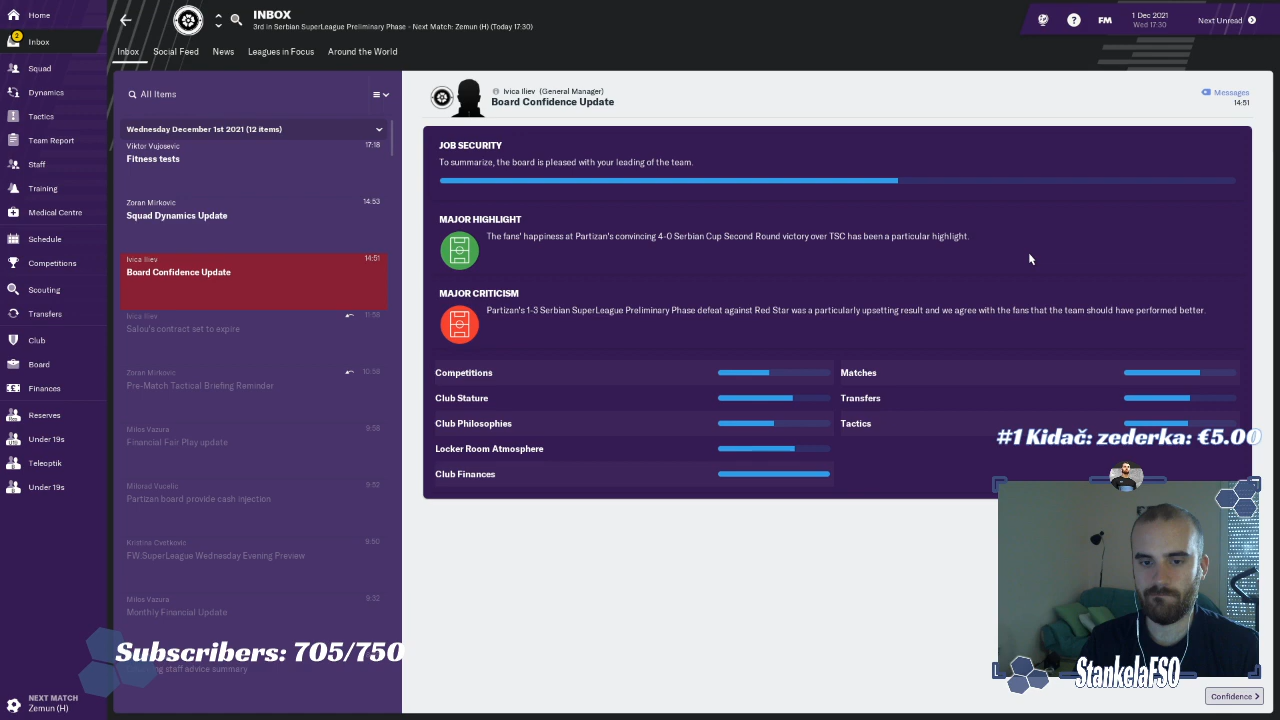 Home
2
Inbox
Squad
Dynamics
Tactics
Team Report
Staff
Training
Medical Centre
Schedule
Competitions
Scouting
Transfers
Club
Board
Finances
Reserves
Under 19s
Teleoptik
Under 19s
NEXT MATCH
Zemun (H)
INBOX
3rd in Serbian SuperLeague Preliminary Phase - Next Match: Zemun (H) (Today 17:30)
FM
1 Dec 2021
Wed 17:30
Next Unread
Inbox Social Feed News Leagues in Focus Around the World
All Items
Wednesday December 1st 2021 (12 items)
Viktor Vujosevic 17:18
Fitness tests
Zoran Mirkovic 14:53
Squad Dynamics Update
Ivica Iliev 14:51
Board Confidence Update
Ivica Iliev 11:58
Salou's contract set to expire
Zoran Mirkovic 10:58
Pre-Match Tactical Briefing Reminder
Milos Vazura 9:58
Financial Fair Play update
Milorad Vucelic 9:52
Partizan board provide cash injection
Kristina Cvetkovic 9:50
FW SuperLeague Wednesday Evening Preview
Milos Vazura 9:32
Monthly Financial Update
staff advice summary
Subscribers: 705/750
Ivica Iliev (General Manager)
Board Confidence Update
Messages
14:51
JOB SECURITY
To summarize, the board is pleased with your leading of the team.
MAJOR HIGHLIGHT
The fans' happiness at Partizan's convincing 4-0 Serbian Cup Second Round victory over TSC has been a particular highlight.
MAJOR CRITICISM
Partizan's 1-3 Serbian SuperLeague Preliminary Phase defeat against Red Star was a particularly upsetting result and we agree with the fans that the team should have performed better.
Competitions
Matches
Club Stature
Transfers
Club Philosophies
Tactics
Locker Room Atmosphere
Club Finances
#1 Kidač: zederka: €5.00
StankelaFSO
Confidence